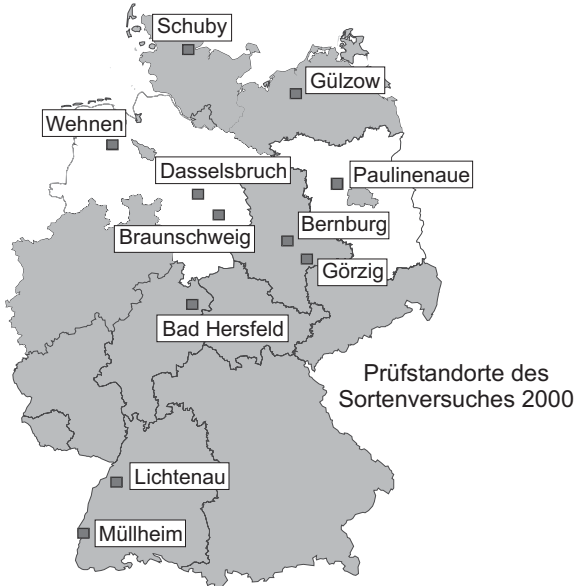 Schuby
Gülzow
Wehnen
Dasselsbruch
Paulinenaue
Braunschweig
Bernburg
Görzig
Bad Hersfeld
Prüfstandorte des
Sortenversuches 2000
Lichtenau
Müllheim